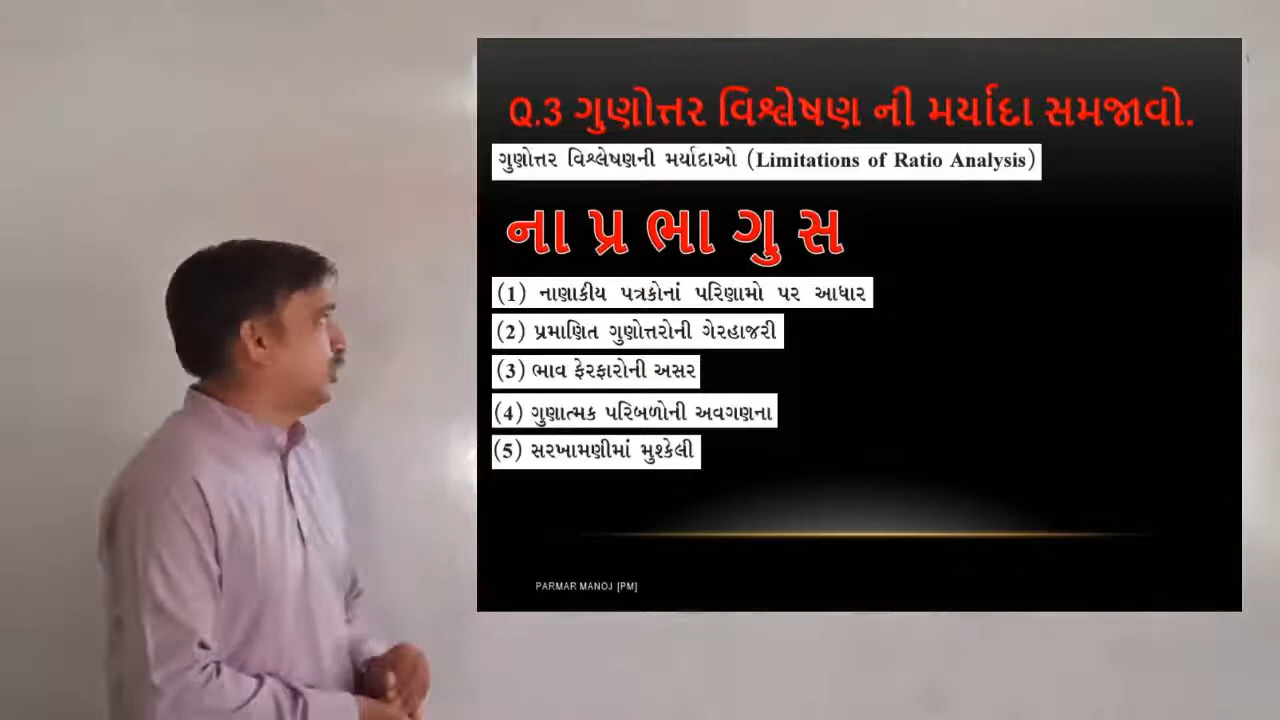 Q.3 ગુણોત્તર વિશ્લેષણ ની મર્યાદા સમજાવો.
ગુણોત્તર વિશ્લેષણની મર્યાદાઓ (Limitations of Ratio Analysis)
ના પ્ર ભા ગુ સ
(1) નાણાકીય પત્રકોનાં પરિણામો પર આધાર
(2) પ્રમાણિત ગુણોત્તરોની ગેરહાજરી
(3) ભાવ ફેરફારોની અસર
(4) ગુણાત્મક પરિબળોની અવગણના
(5) સરખામણીમાં મુશ્કેલી
PARMAR MANOJ [PM]